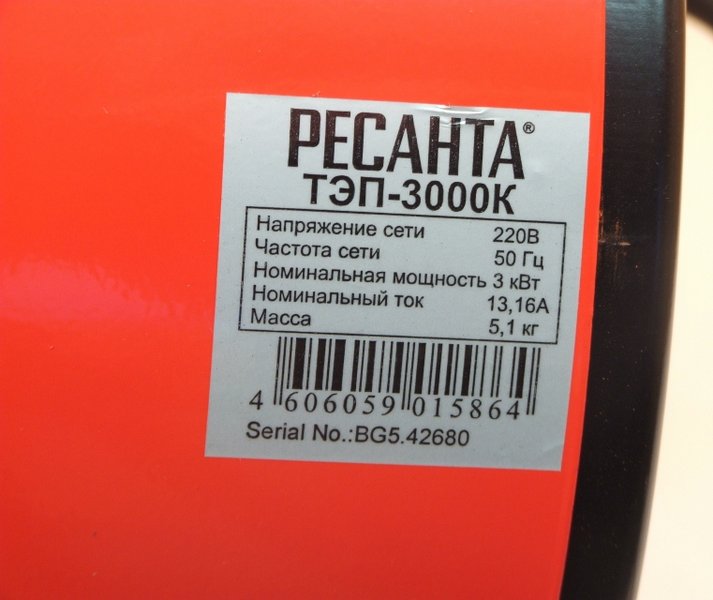 РЕСАНТА®
ТЭП-3000К
Напряжение сети 220В
Частота сети 50 Гц
Номинальная мощность 3 кВт
Номинальный ток 13,16А
Масса 5,1 кг
4 606059 015864
Serial No.:BG5.42680